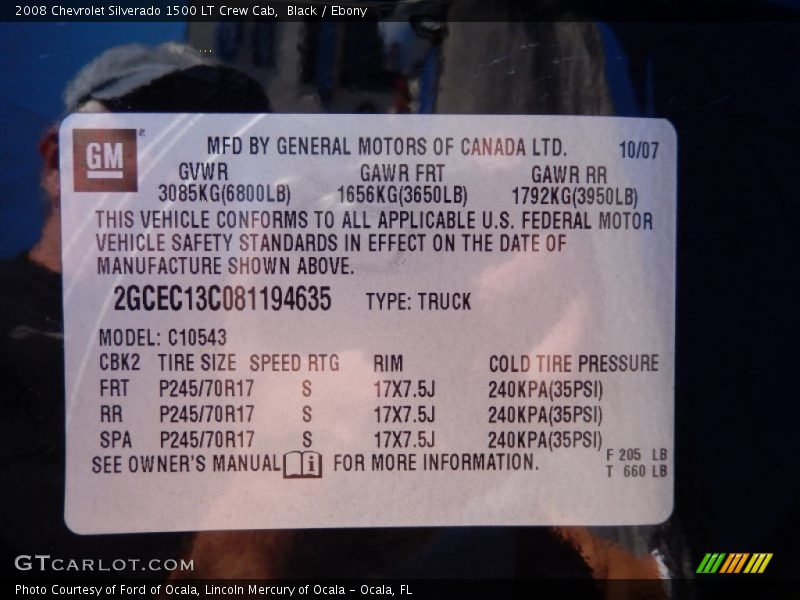 2008 Chevrolet Silverado 1500 LT Crew Cab, Black / Ebony
GM
MFD BY GENERAL MOTORS OF CANADA LTD. 10/07
GVWR GAWR FRT GAWR RR
3085KG(6800LB) 1656KG(3650LB) 1792KG(3950LB)
THIS VEHICLE CONFORMS TO ALL APPLICABLE U.S. FEDERAL MOTOR
VEHICLE SAFETY STANDARDS IN EFFECT ON THE DATE OF
MANUFACTURE SHOWN ABOVE.
2GCEC13C081194635 TYPE: TRUCK
MODEL: C10543
CBK2 TIRE SIZE SPEED RTG RIM COLD TIRE PRESSURE
FRT P245/70R17 S 17X7.5J 240KPA(35PSI)
RR P245/70R17 S 17X7.5J 240KPA(35PSI)
SPA P245/70R17 S 17X7.5J 240KPA(35PSI)
SEE OWNER'S MANUAL i FOR MORE INFORMATION.
F 205 LB
T 660 LB
GTCARLOT.COM
Photo Courtesy of Ford of Ocala, Lincoln Mercury of Ocala - Ocala, FL